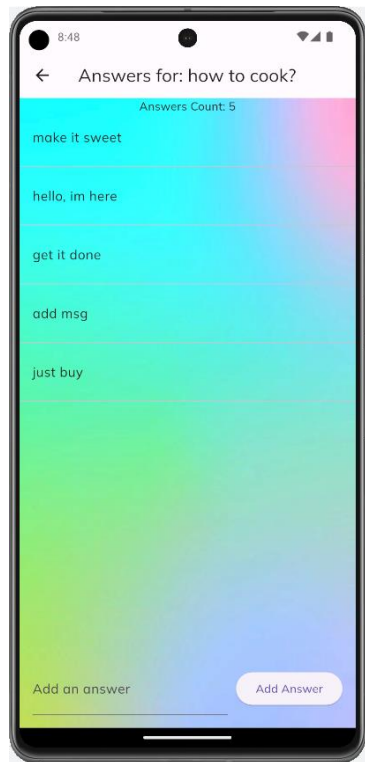 8:48
Answers for: how to cook?
Answers Count: 5
make it sweet
hello, im here
get it done
add msg
just buy
Add an answer
Add Answer